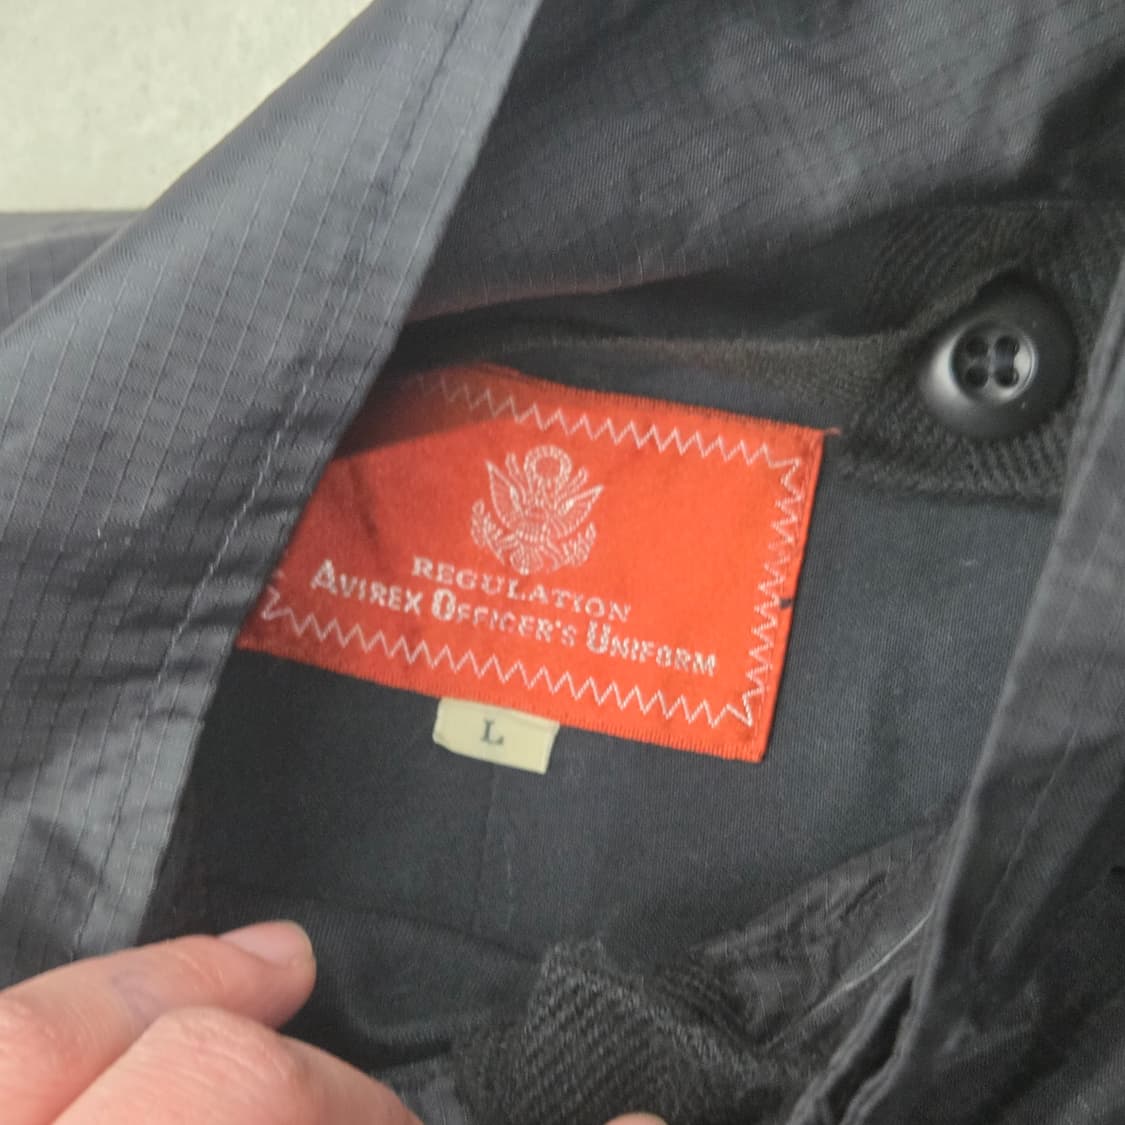 REGULATION
AVIREX OFFICER'S UNIFORM
L